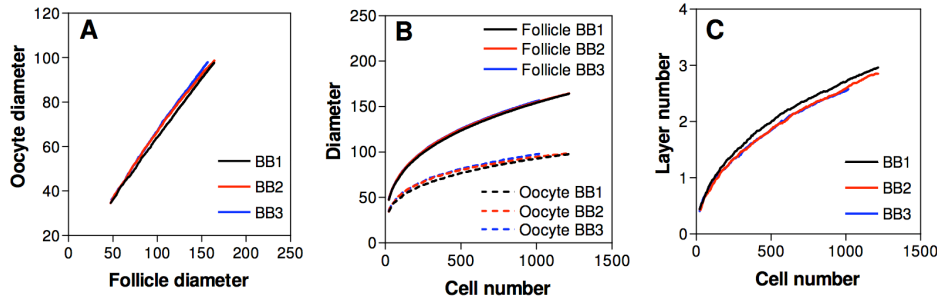 A
Oocyte diameter
120
100
80
60
40
20
0
50
100
150
200
250
Follicle diameter
BB1
BB2
BB3
B
Diameter
250
200
150
100
50
0
0
500
1000
1500
Cell number
Follicle BB1
Follicle BB2
Follicle BB3
Oocyte BB1
Oocyte BB2
Oocyte BB3
C
Layer number
4
3
2
1
0
0
500
1000
1500
Cell number
BB1
BB2
BB3